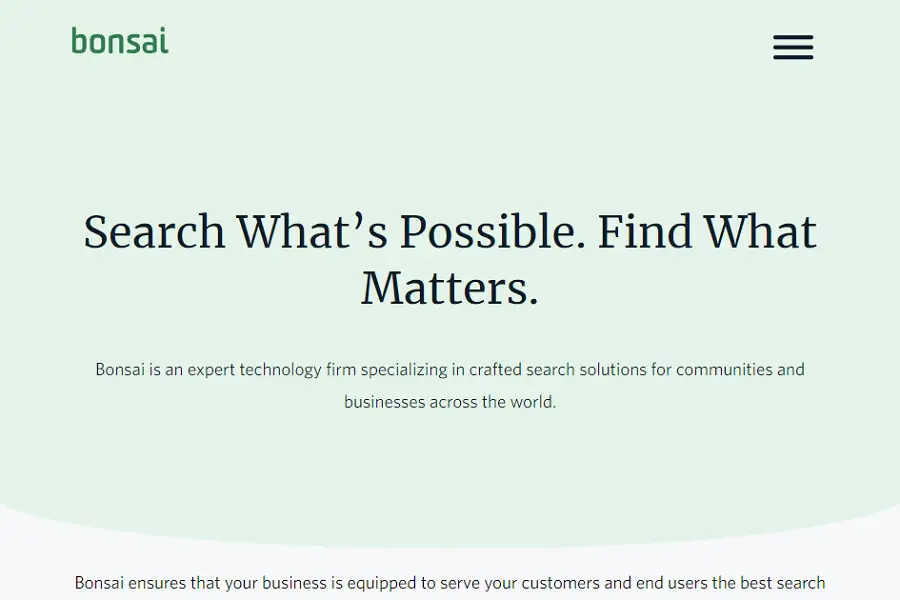 bonsai
Search What’s Possible. Find What
Matters.
Bonsai is an expert technology firm specializing in crafted search solutions for communities and
businesses across the world.
Bonsai ensures that your business is equipped to serve your customers and end users the best search